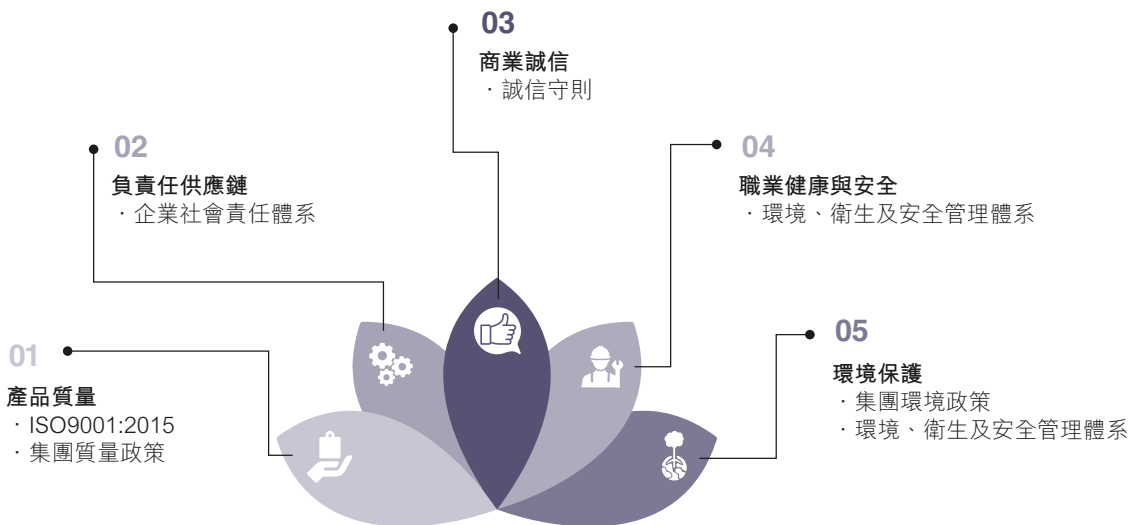 01
產品質量
· ISO9001:2015
· 集團質量政策
02
負責任供應鏈
· 企業社會責任體系
03
商業誠信
· 誠信守則
04
職業健康與安全
· 環境、衛生及安全管理體系
05
環境保護
· 集團環境政策
· 環境、衛生及安全管理體系